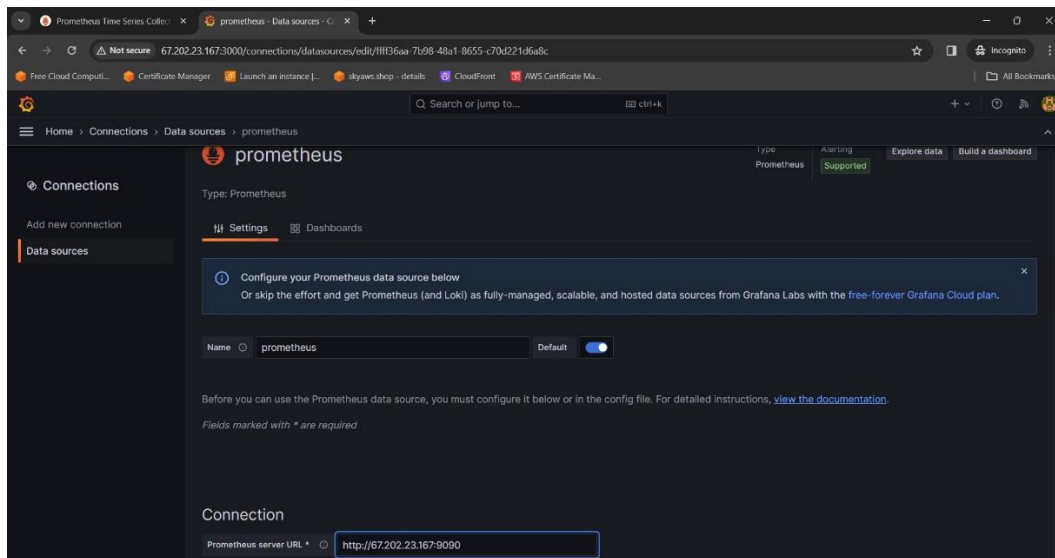 Prometheus Time Series Collect
prometheus - Data sources - C
Not secure 67.202.23.167:3000/connections/datasources/edit/ffff36aa-7b98-48a1-8655-c70d221d6a8c
Incognito
Free Cloud Computi... Certificate Manager Launch an instance |... skyaws.shop - details CloudFront AWS Certificate Ma...
All Bookmarks
Search or jump to... ctrl+k
Home > Connections > Data sources > prometheus
Connections
Add new connection
Data sources
prometheus
Type: Prometheus
Type
Prometheus
Alerting
Supported
Explore data
Build a dashboard
Settings Dashboards
Configure your Prometheus data source below
Or skip the effort and get Prometheus (and Loki) as fully-managed, scalable, and hosted data sources from Grafana Labs with the free-forever Grafana Cloud plan.
Name prometheus Default
Before you can use the Prometheus data source, you must configure it below or in the config file. For detailed instructions, view the documentation.
Fields marked with * are required
Connection
Prometheus server URL * http://67.202.23.167:9090